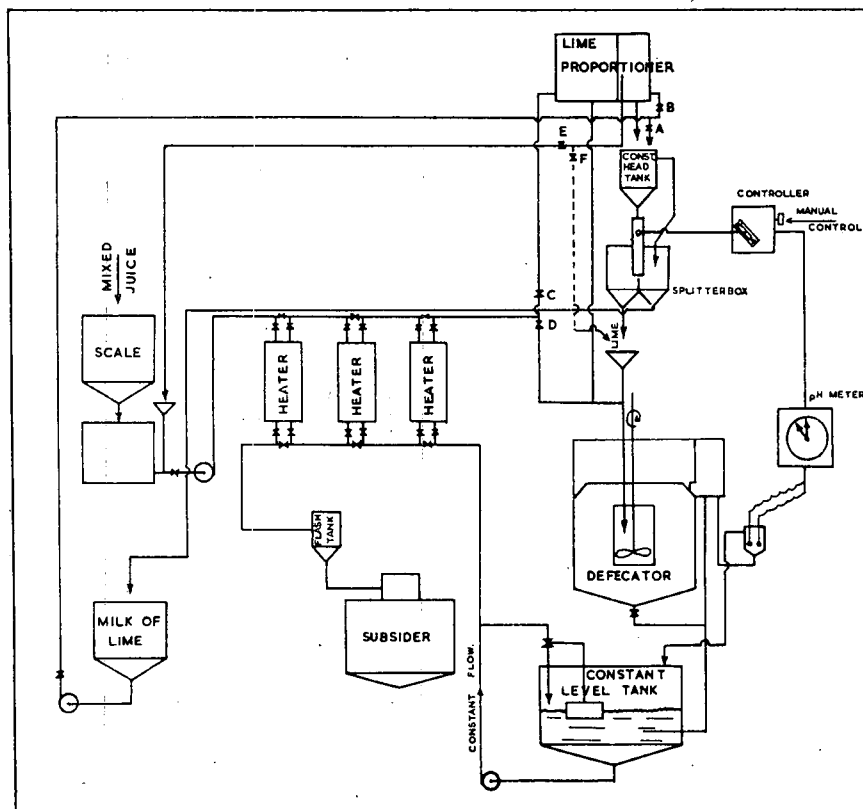 LIME
PROPORTIONER
B
A
E
F
CONST
HEAD
TANK
CONTROLLER
MANUAL
CONTROL
MIXED
JUICE
C
SPLITTERBOX
D
LIME
SCALE
HEATER
HEATER
HEATER
pH METER
FLASH
TANK
DEFECATOR
MILK OF
LIME
SUBSIDER
CONSTANT FLOW.
CONSTANT
LEVEL TANK